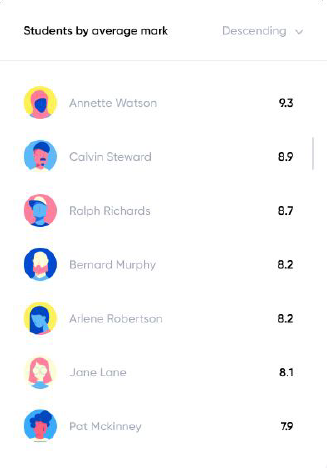 Students by average mark Descending
Annette Watson 9.3
Calvin Steward 8.9
Ralph Richards 8.7
Bernard Murphy 8.2
Arlene Robertson 8.2
Jane Lane 8.1
Pat Mckinney 7.9